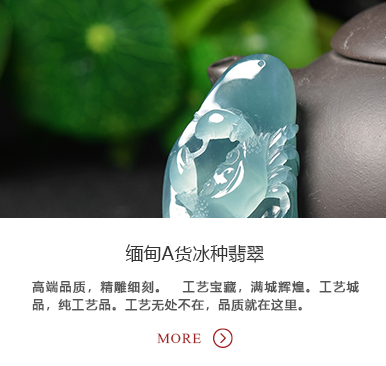 缅甸A货冰种翡翠
高端品质，精雕细刻。 工艺宝藏，满城辉煌。工艺城
品，纯工艺品。工艺无处不在，品质就在这里。
MORE